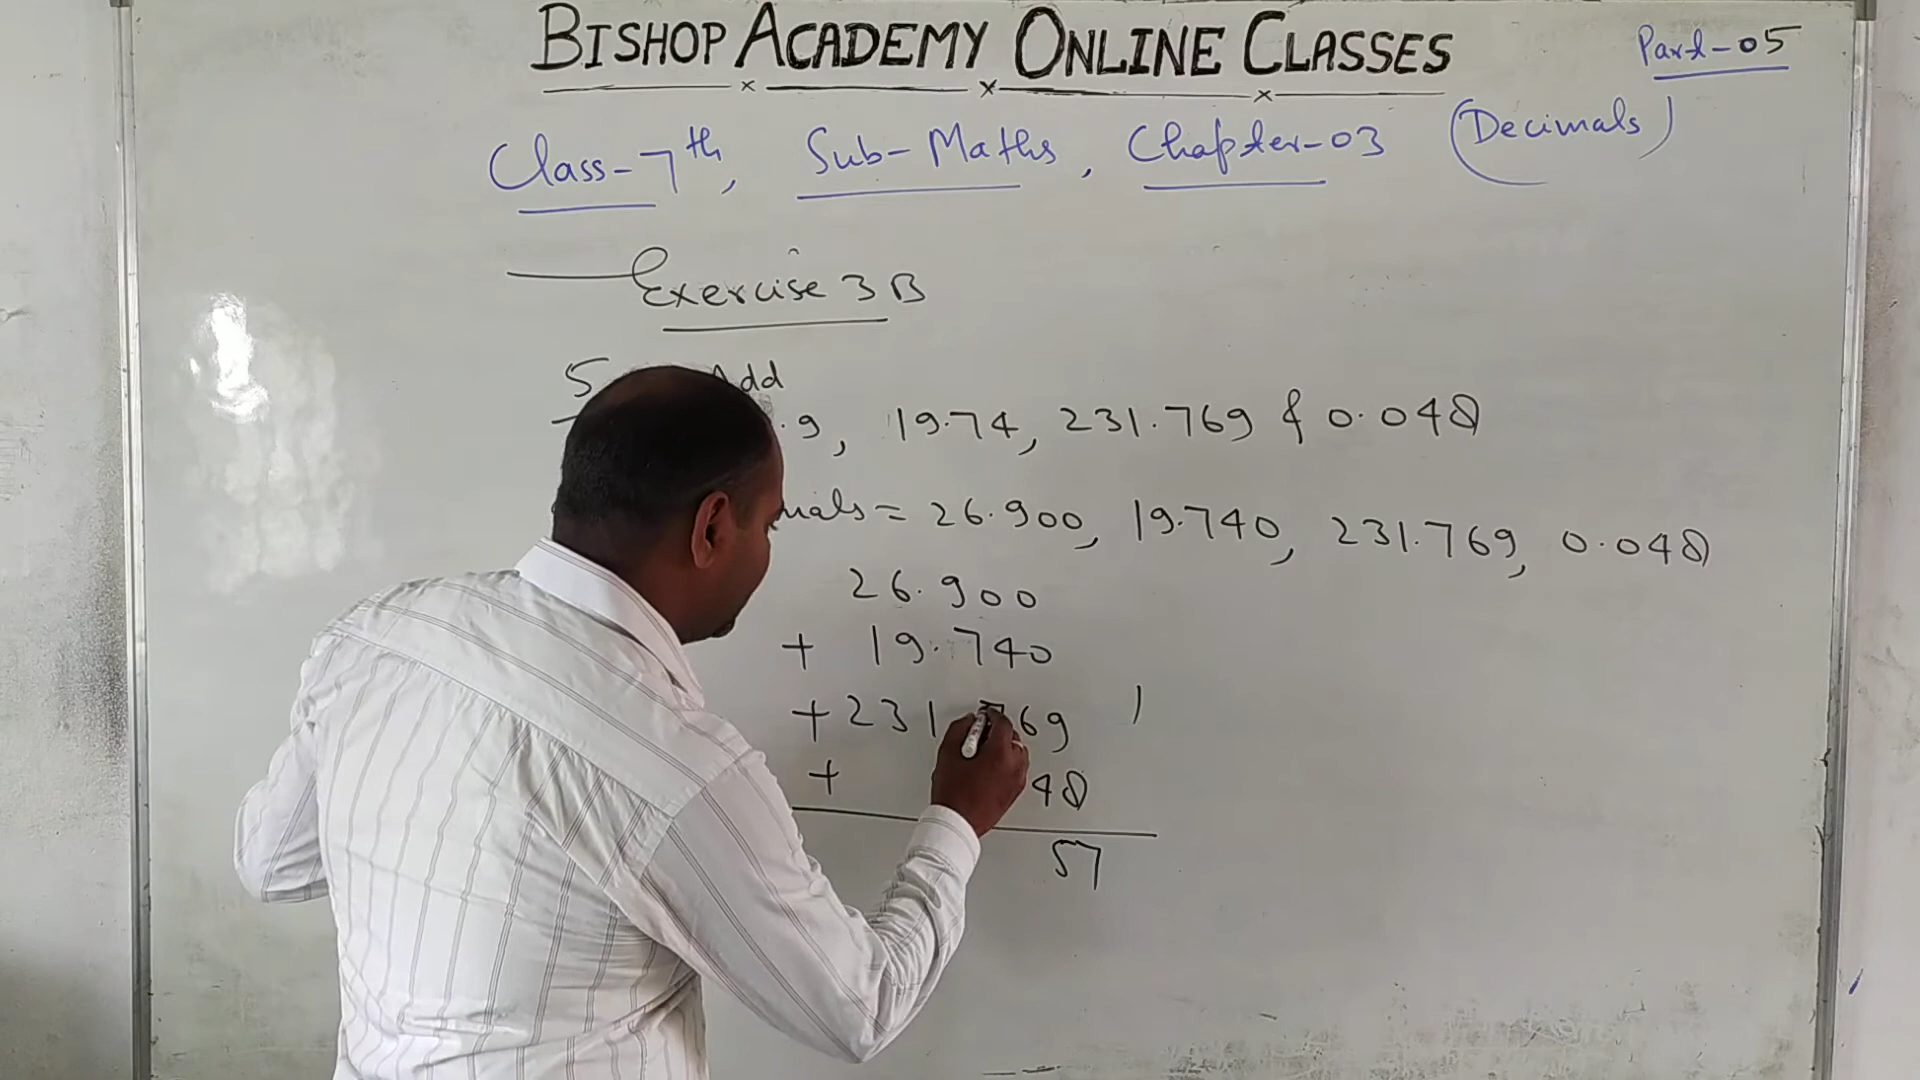 BISHOP ACADEMY ONLINE CLASSES
Part-05
Class-7th, Sub-Maths, Chapter-03 (Decimals)
Exercise 3B
5 Add
.9, 19.74, 231.769 & 0.048
= 26.900, 19.740, 231.769, 0.048
26.900
+ 19.740
+ 231 769
+ 48
57